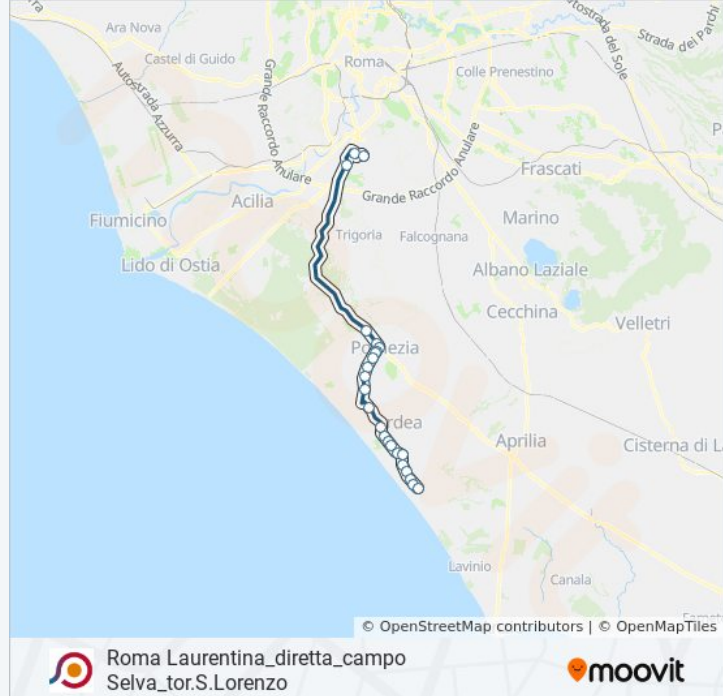 Ara Nova
Castel di Guido
Autostrada Azzurra
Grande Raccordo Anulare
Roma
Colle Prenestino
Autostrada del Sole
Strada dei Parchi
Grande Raccordo Anulare
Frascati
Acilia
Fiumicino
Marino
Trigoria
Falcognana
Lido di Ostia
Albano Laziale
Cecchina
Velletri
Aprilia
Cisterna di La
Lavinio
Canala
© OpenStreetMap contributors | © OpenMapTiles
Roma Laurentina_diretta_campo
Selva_tor.S.Lorenzo
moovit